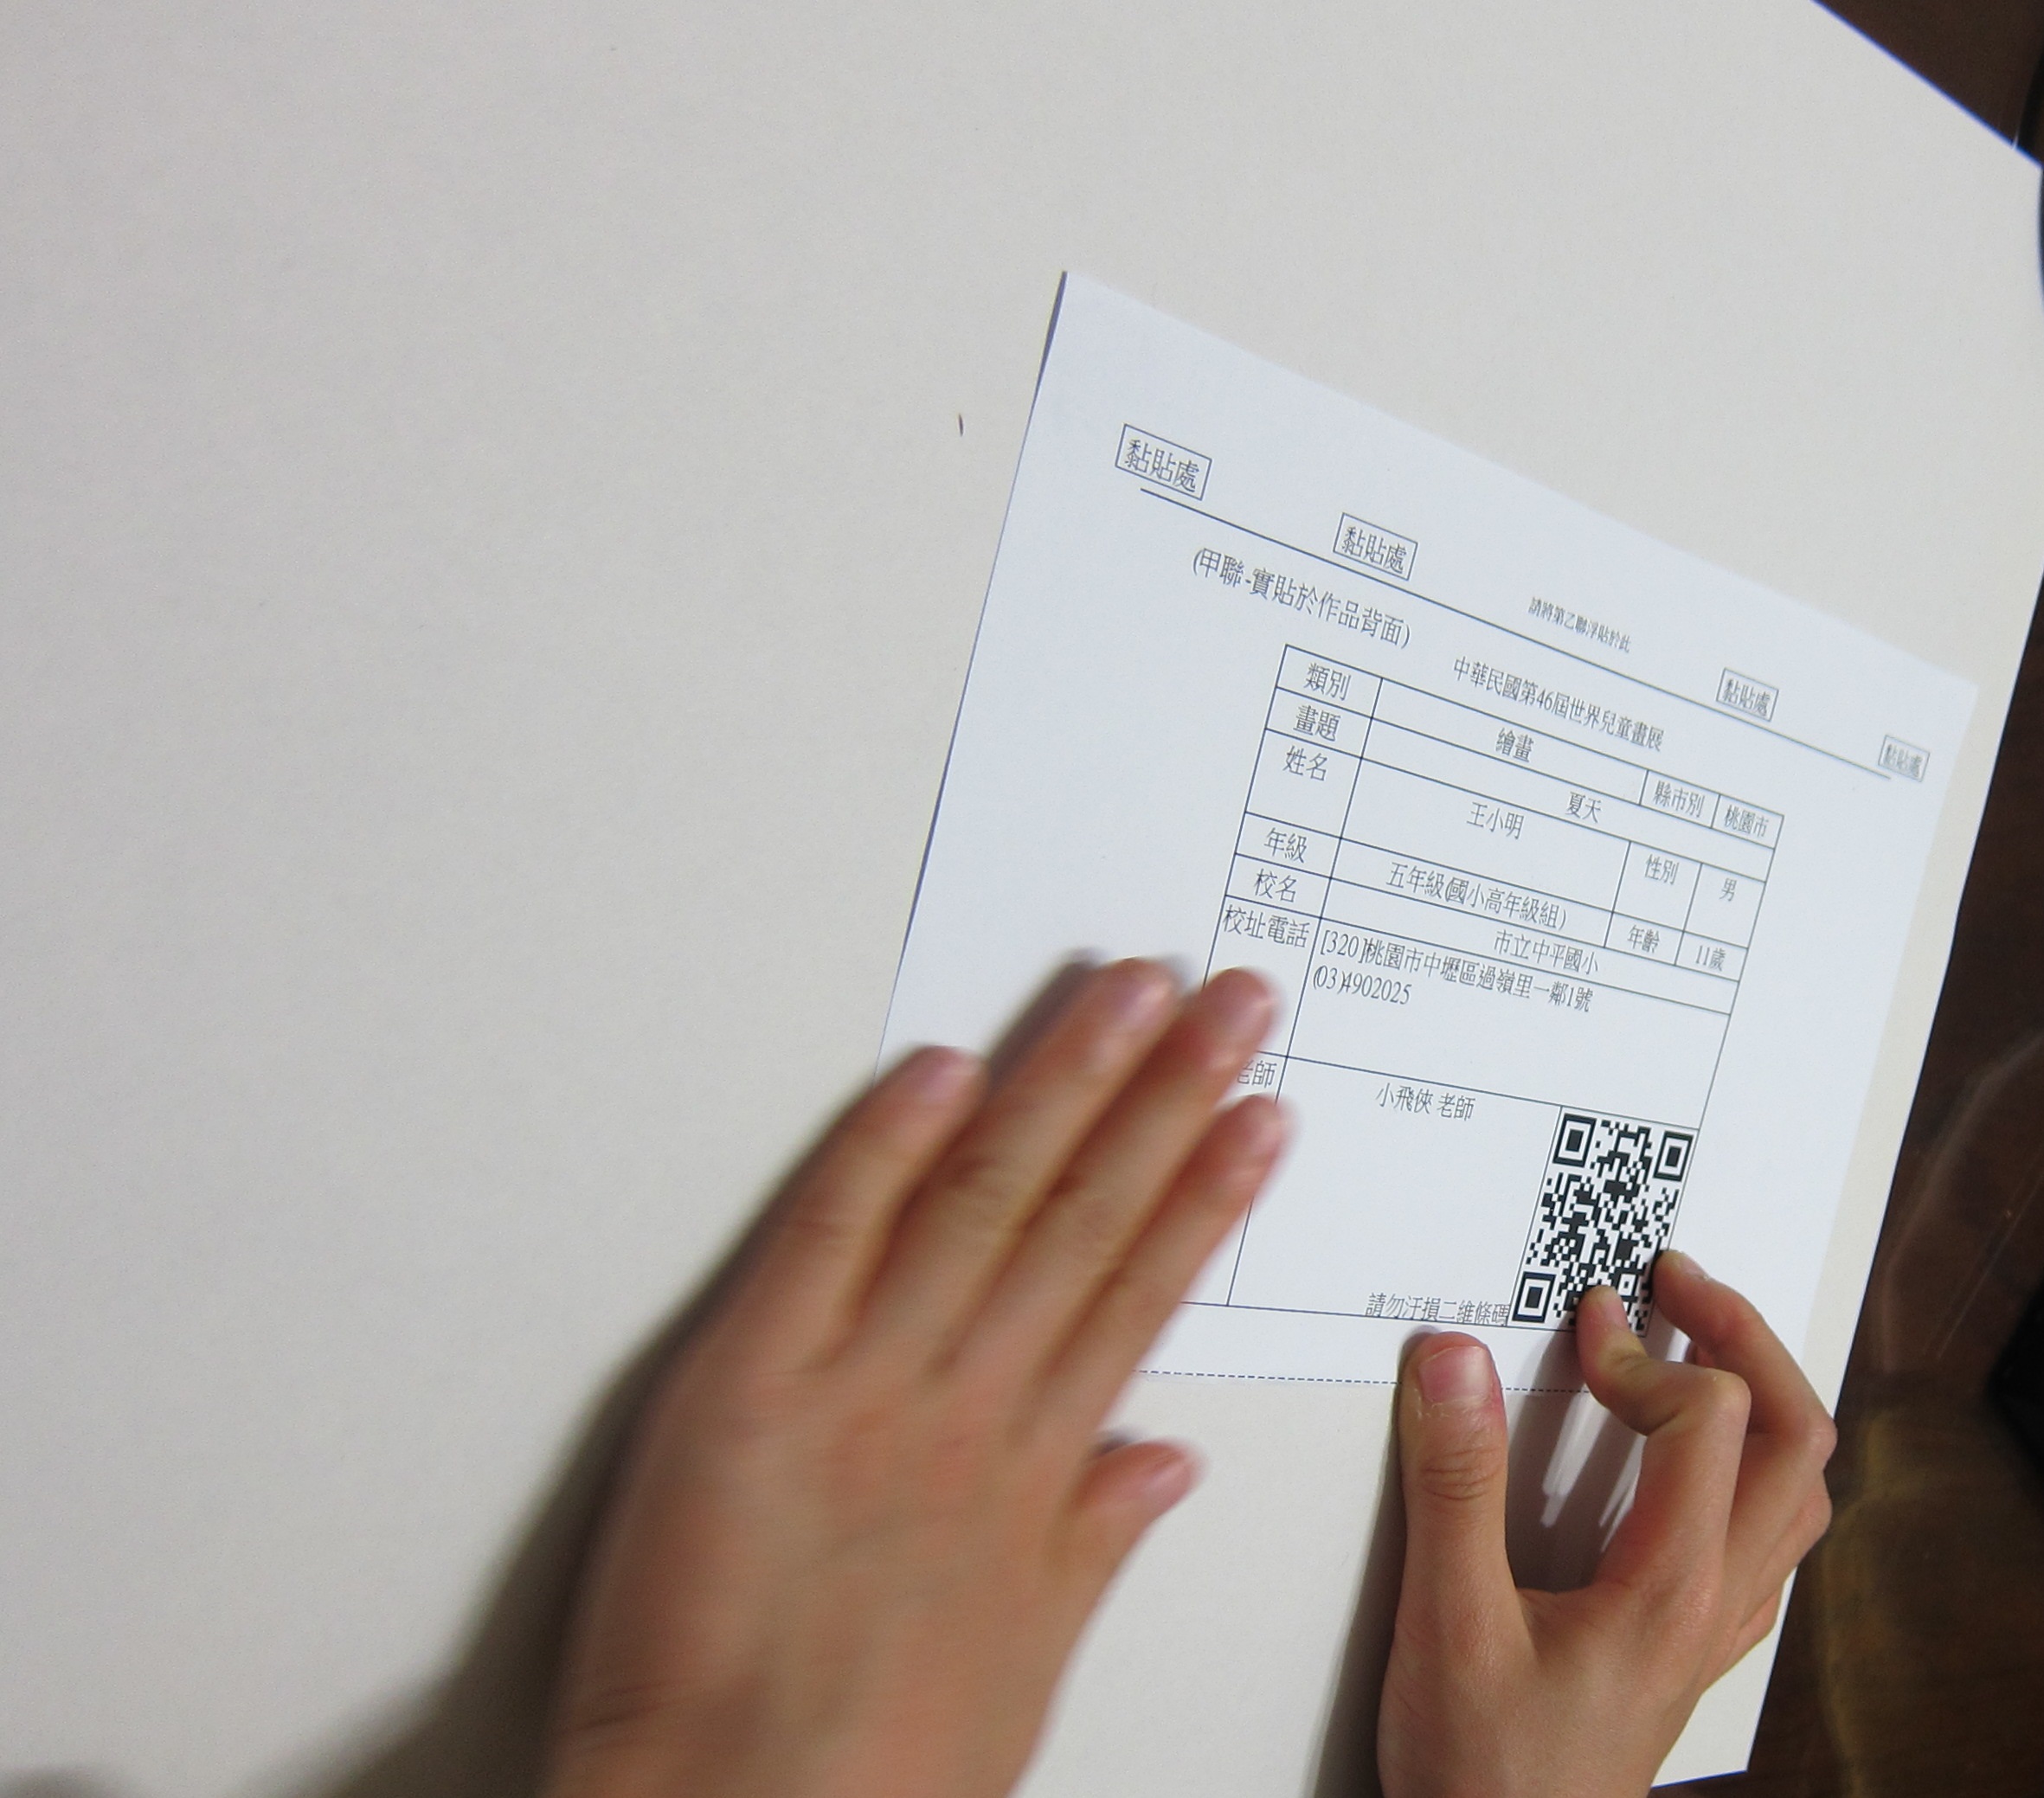 黏貼處
黏貼處
請將第乙聯浮貼於此
黏貼處
黏貼處
(甲聯-實貼於作品背面)
中華民國第46屆世界兒童畫展
類別 繪畫 縣市別 桃園市
畫題 夏天
姓名 王小明 性別 男
年級 五年級(國小高年級組) 年齡 11歲
校名 市立中平國小
校址電話 [320]桃園市中壢區過嶺里一鄰1號
(03)4902025
老師 小飛俠 老師
請勿汙損二維條碼